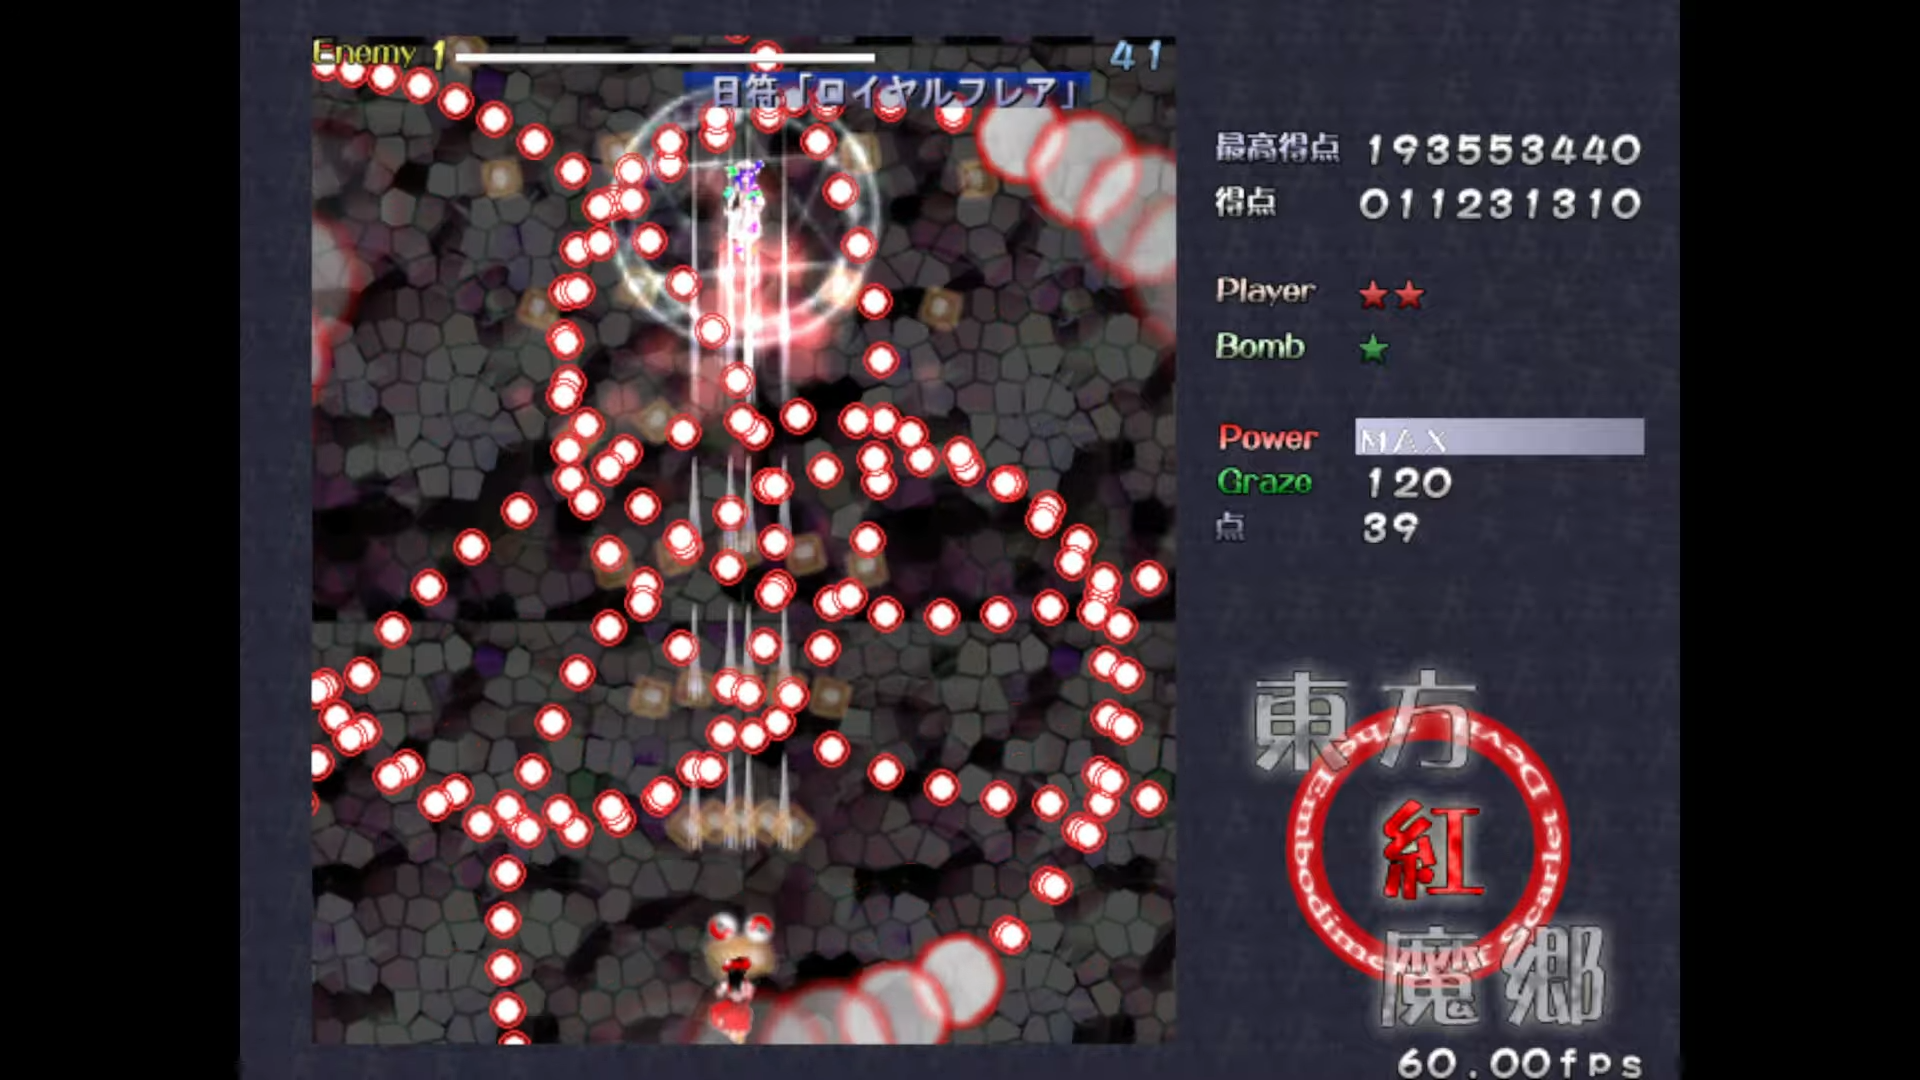 Enemy 1
41
日符「ロイヤルフレア」
最高得点 193553440
得点 011231310
Player ★★
Bomb ★
Power MAX
Graze 120
点 39
東方
紅
魔郷
the Embodiment of Scarlet Devil
60.00fps